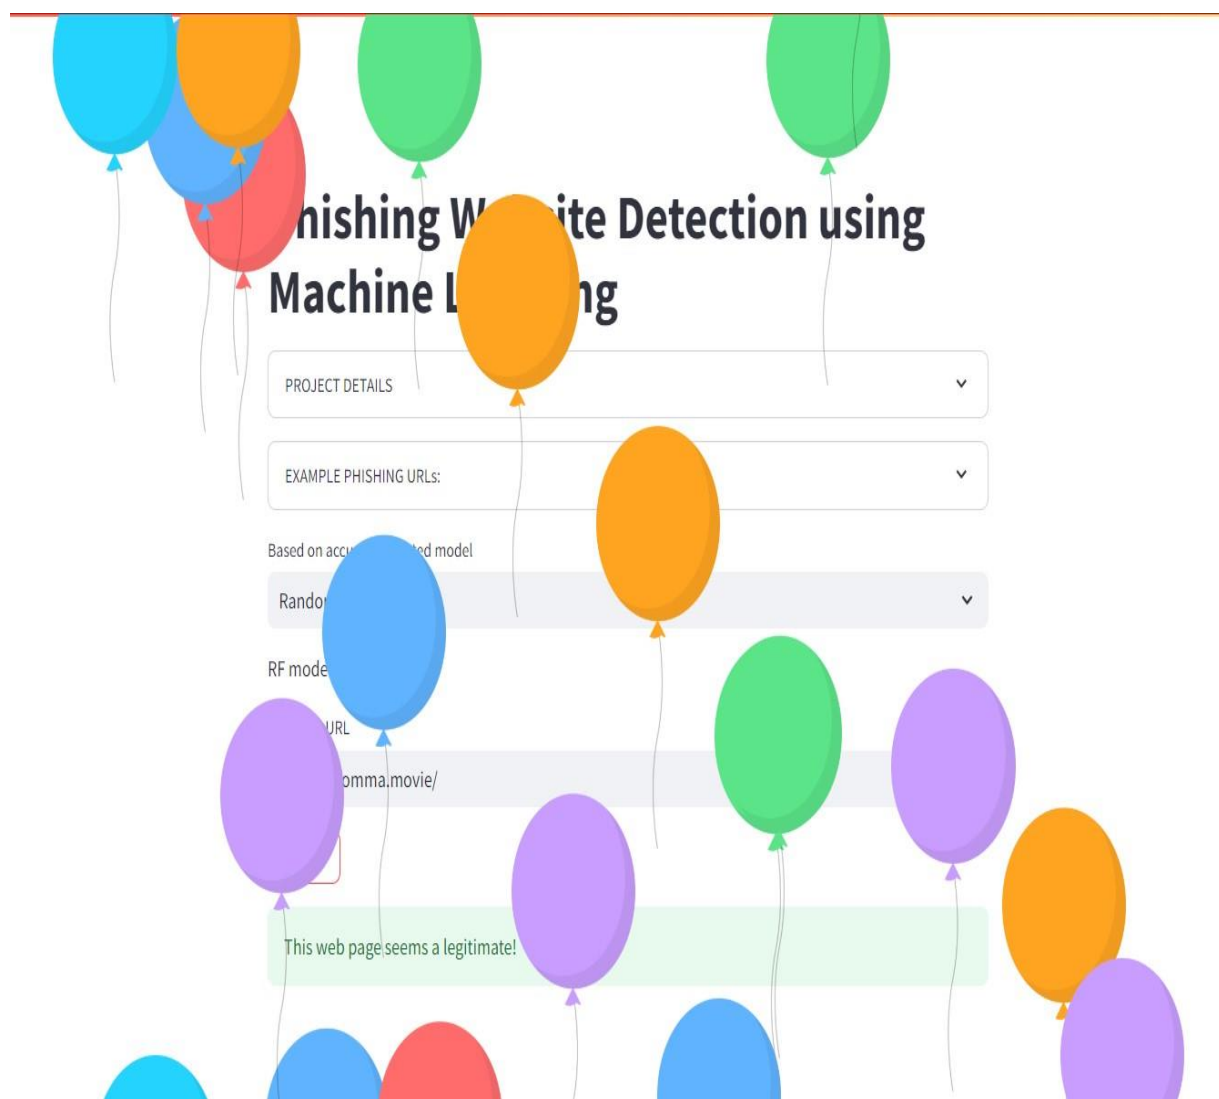 hishing W ite Detection using
Machine L ng
PROJECT DETAILS
EXAMPLE PHISHING URLs:
Based on accu ted model
Rando
RF mode
URL
omma.movie/
This web page seems a legitimate!